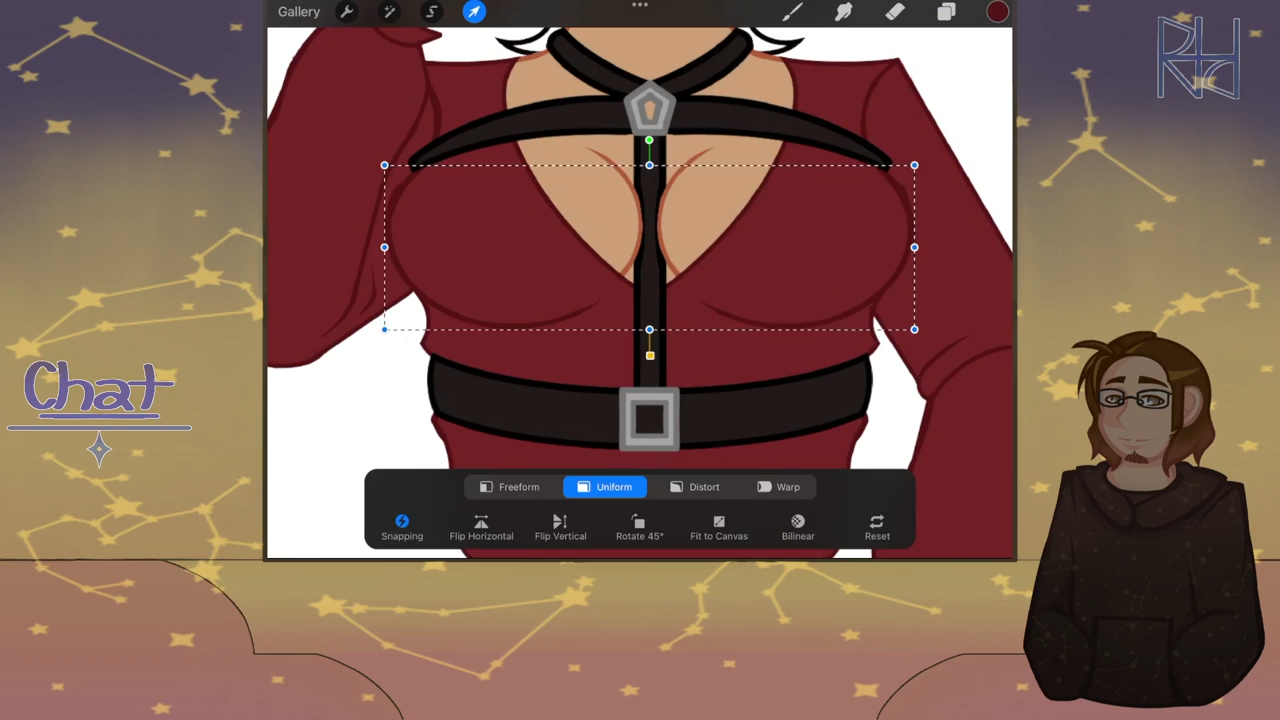 Gallery
Chat
Freeform Uniform Distort Warp
Snapping Flip Horizontal Flip Vertical Rotate 45° Fit to Canvas Bilinear Reset